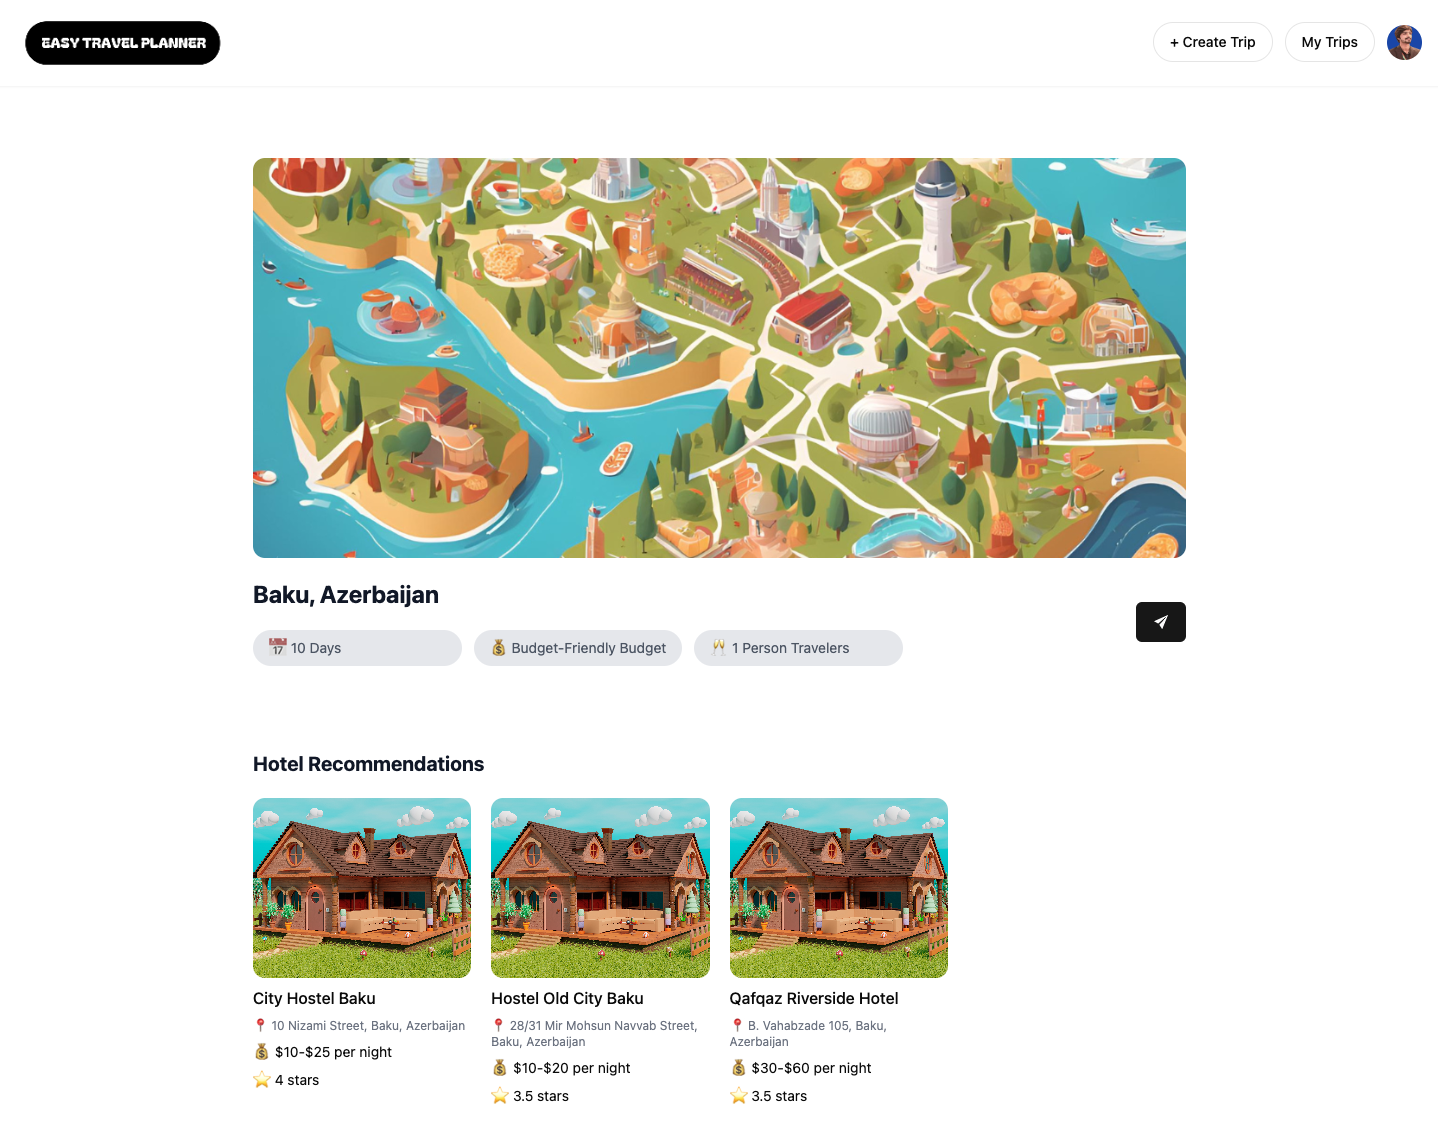 EASY TRAVEL PLANNER
+ Create Trip
My Trips
Baku, Azerbaijan
10 Days
Budget-Friendly Budget
1 Person Travelers
Hotel Recommendations
City Hostel Baku
10 Nizami Street, Baku, Azerbaijan
$10-$25 per night
4 stars
Hostel Old City Baku
28/31 Mir Mohsun Navvab Street,
Baku, Azerbaijan
$10-$20 per night
3.5 stars
Qafqaz Riverside Hotel
B. Vahabzade 105, Baku,
Azerbaijan
$30-$60 per night
3.5 stars